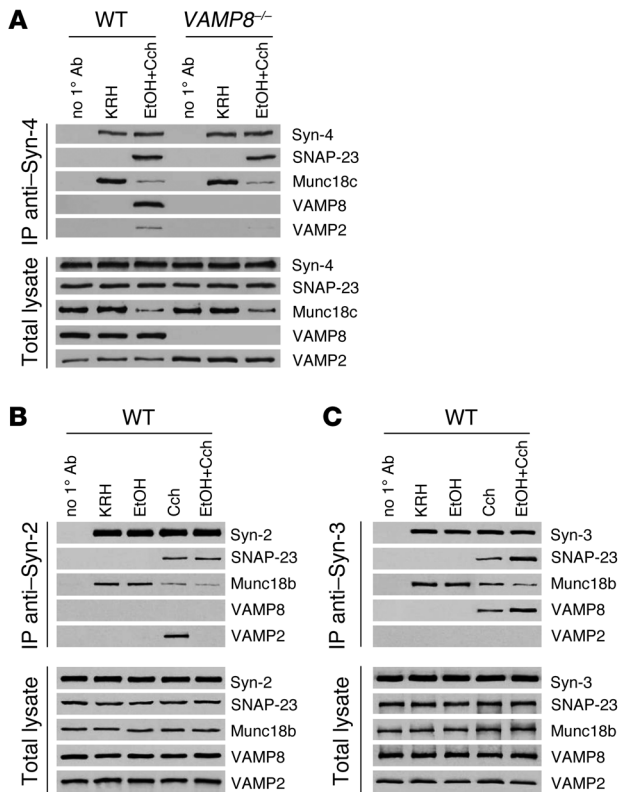 A
WT
VAMP8–/–
no 1° Ab
KRH
EtOH+Cch
no 1° Ab
KRH
EtOH+Cch
IP anti–Syn-4
Syn-4
SNAP-23
Munc18c
VAMP8
VAMP2
Total lysate
Syn-4
SNAP-23
Munc18c
VAMP8
VAMP2
B
WT
no 1° Ab
KRH
EtOH
Cch
EtOH+Cch
IP anti–Syn-2
Syn-2
SNAP-23
Munc18b
VAMP8
VAMP2
Total lysate
Syn-2
SNAP-23
Munc18b
VAMP8
VAMP2
C
WT
no 1° Ab
KRH
EtOH
Cch
EtOH+Cch
IP anti–Syn-3
Syn-3
SNAP-23
Munc18b
VAMP8
VAMP2
Total lysate
Syn-3
SNAP-23
Munc18b
VAMP8
VAMP2